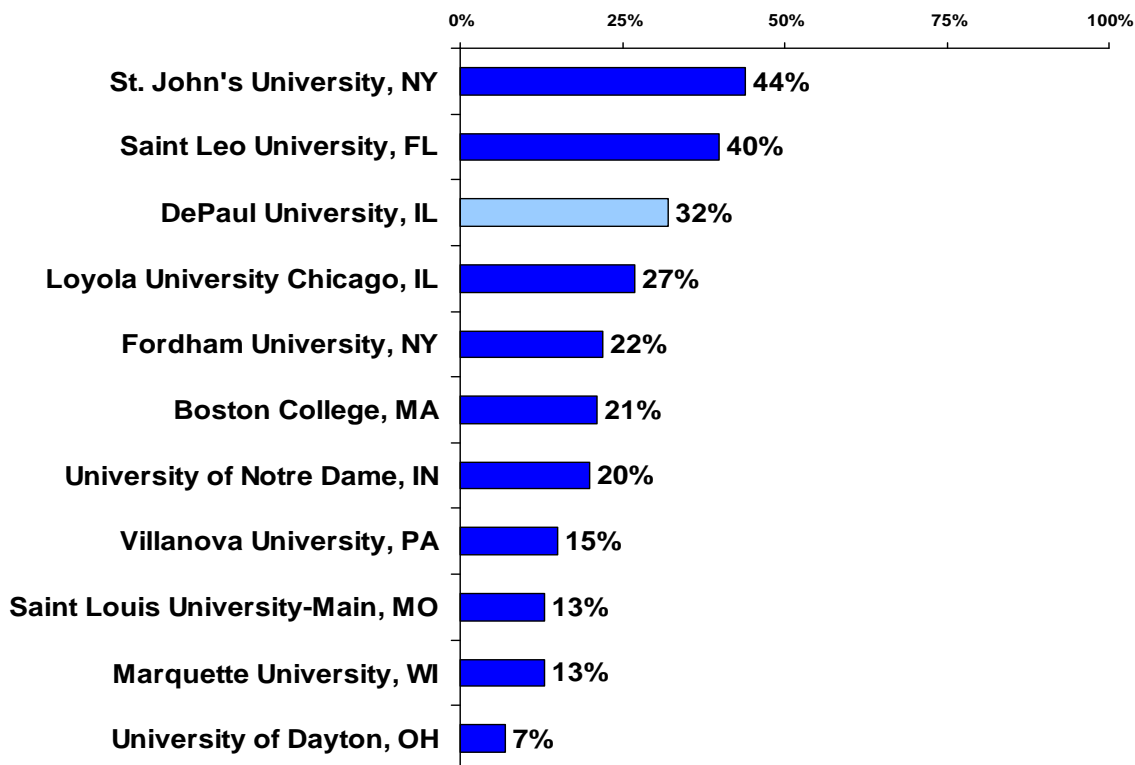 0% 25% 50% 75% 100%
St. John's University, NY 44%
Saint Leo University, FL 40%
DePaul University, IL 32%
Loyola University Chicago, IL 27%
Fordham University, NY 22%
Boston College, MA 21%
University of Notre Dame, IN 20%
Villanova University, PA 15%
Saint Louis University-Main, MO 13%
Marquette University, WI 13%
University of Dayton, OH 7%